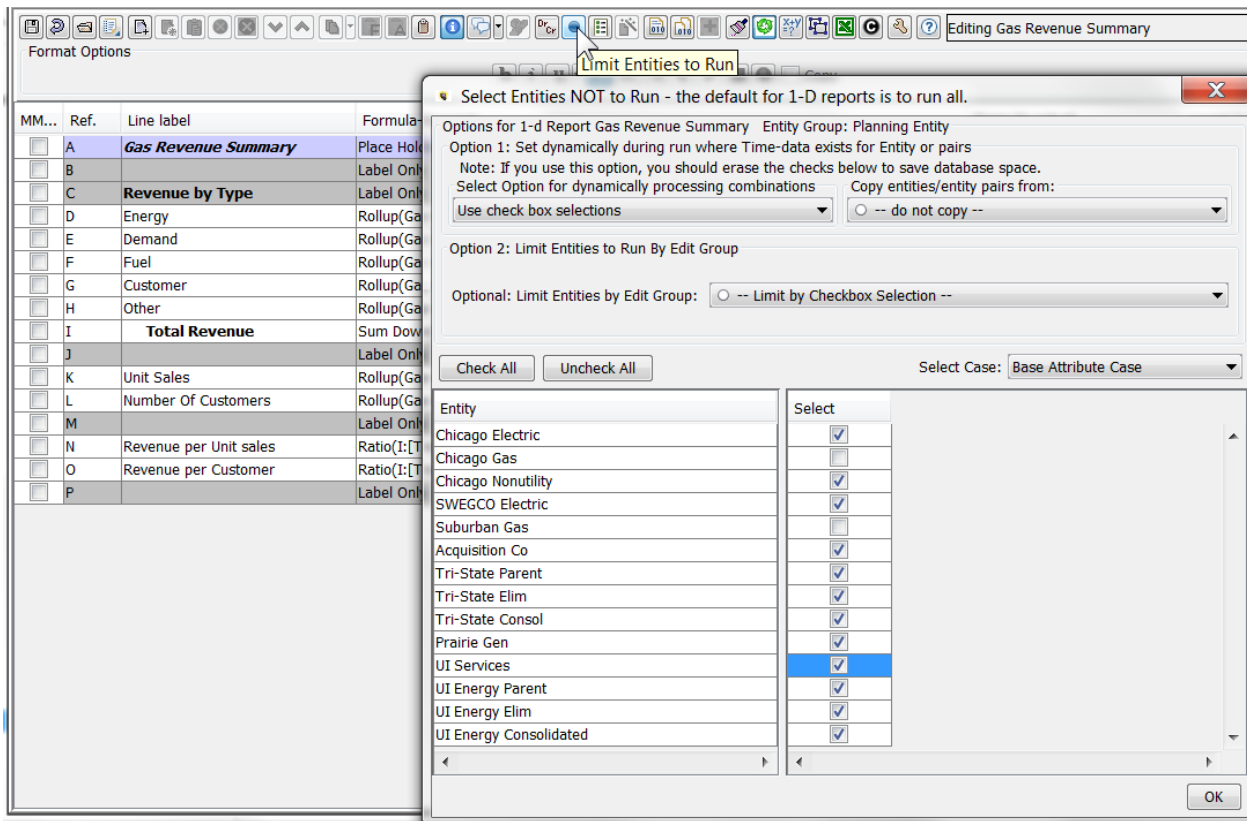 Editing Gas Revenue Summary
Format Options
Limit Entities to Run
Copy
MM... Ref. Line label Formula-
A Gas Revenue Summary Place Hold
B Label Only
C Revenue by Type Label Only
D Energy Rollup(Ga
E Demand Rollup(Ga
F Fuel Rollup(Ga
G Customer Rollup(Ga
H Other Rollup(Ga
I Total Revenue Sum Dow
J Label Only
K Unit Sales Rollup(Ga
L Number Of Customers Rollup(Ga
M Label Only
N Revenue per Unit sales Ratio(I:[T
O Revenue per Customer Ratio(I:[T
P Label Only
Select Entities NOT to Run - the default for 1-D reports is to run all.
X
Options for 1-d Report Gas Revenue Summary Entity Group: Planning Entity
Option 1: Set dynamically during run where Time-data exists for Entity or pairs
Note: If you use this option, you should erase the checks below to save database space.
Select Option for dynamically processing combinations Copy entities/entity pairs from:
Use check box selections -- do not copy --
Option 2: Limit Entities to Run By Edit Group
Optional: Limit Entities by Edit Group: -- Limit by Checkbox Selection --
Check All Uncheck All Select Case: Base Attribute Case
Entity Select
Chicago Electric
Chicago Gas
Chicago Nonutility
SWEGCO Electric
Suburban Gas
Acquisition Co
Tri-State Parent
Tri-State Elim
Tri-State Consol
Prairie Gen
UI Services
UI Energy Parent
UI Energy Elim
UI Energy Consolidated
OK